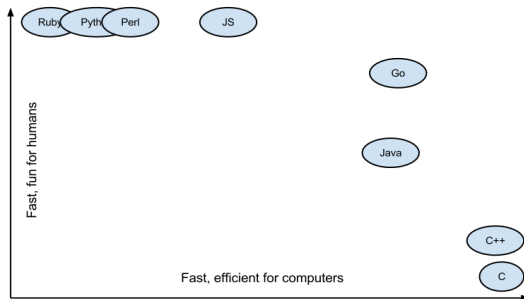 Ruby
Pyth
Perl
JS
Go
Fast, fun for humans
Java
C++
Fast, efficient for computers
C